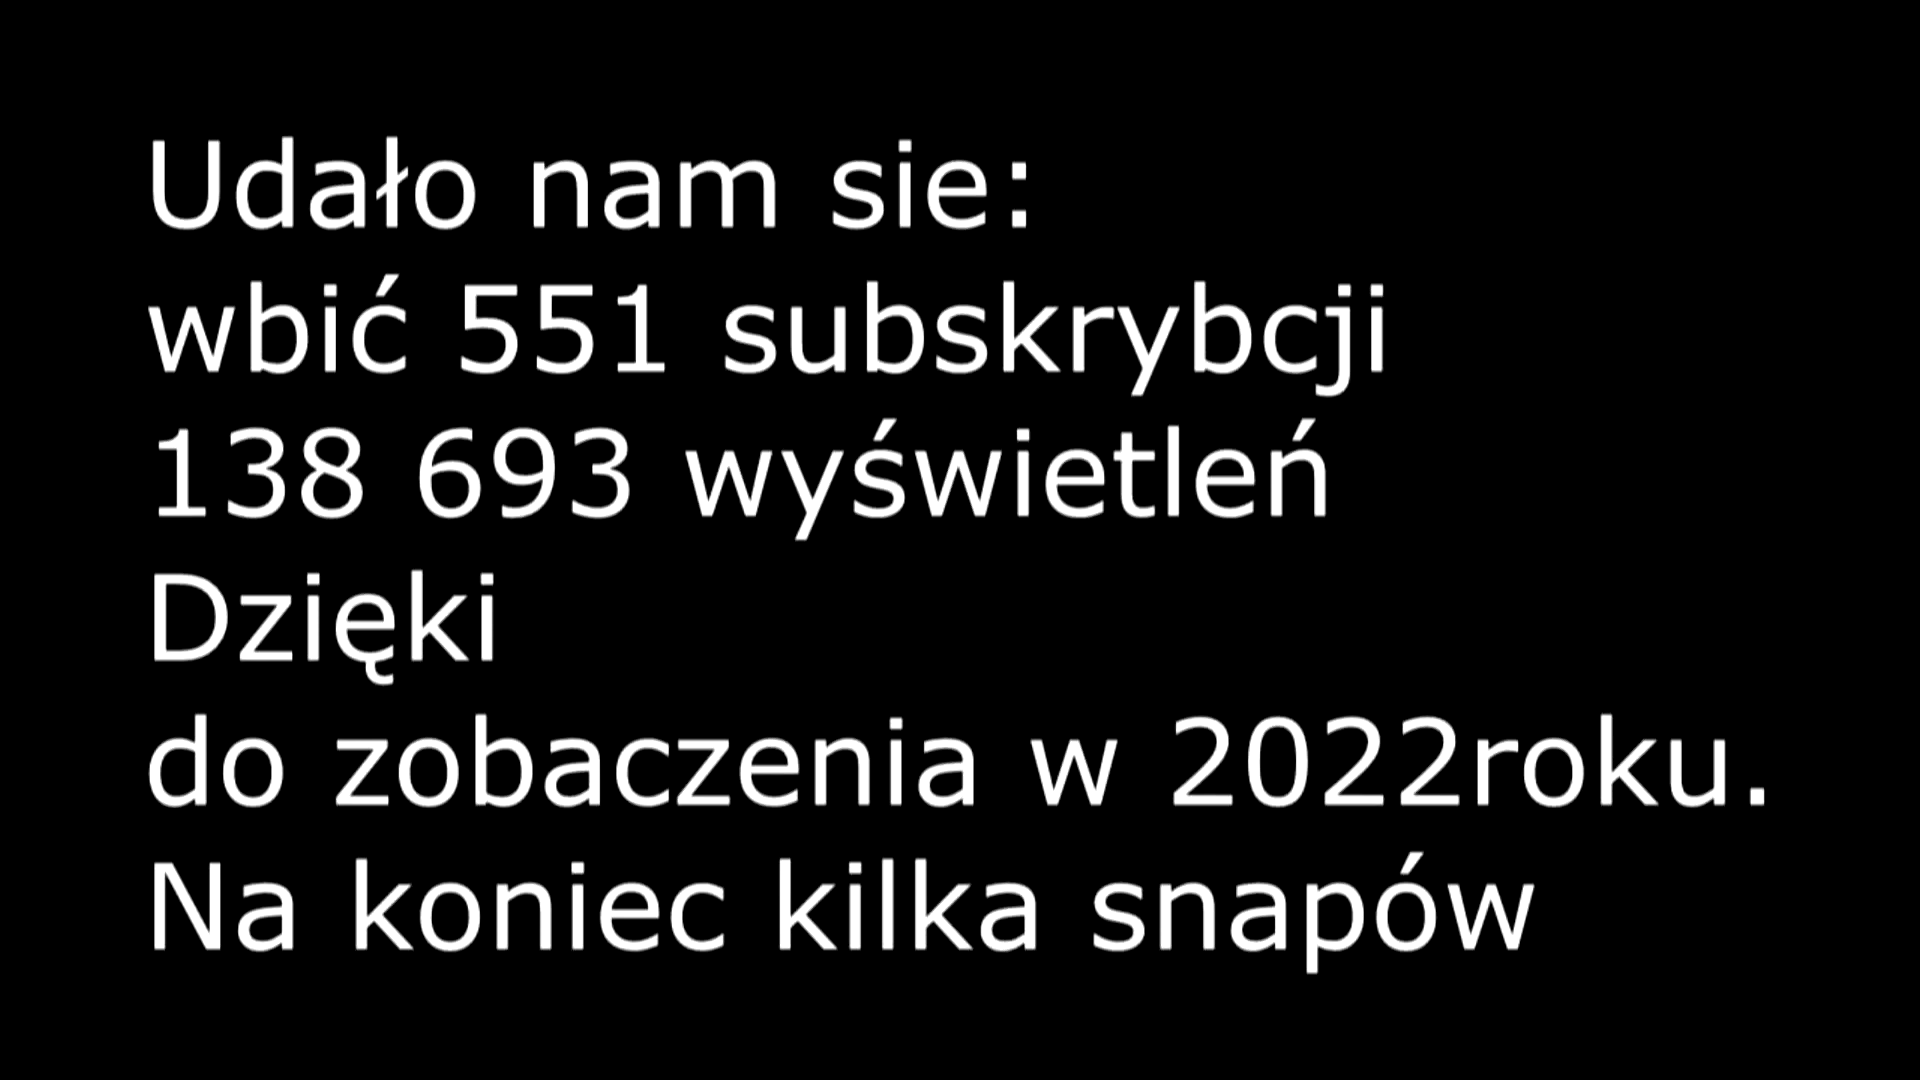 Udało nam sie:
wbić 551 subskrybcji
138 693 wyświetleń
Dzięki
do zobaczenia w 2022roku.
Na koniec kilka snapów